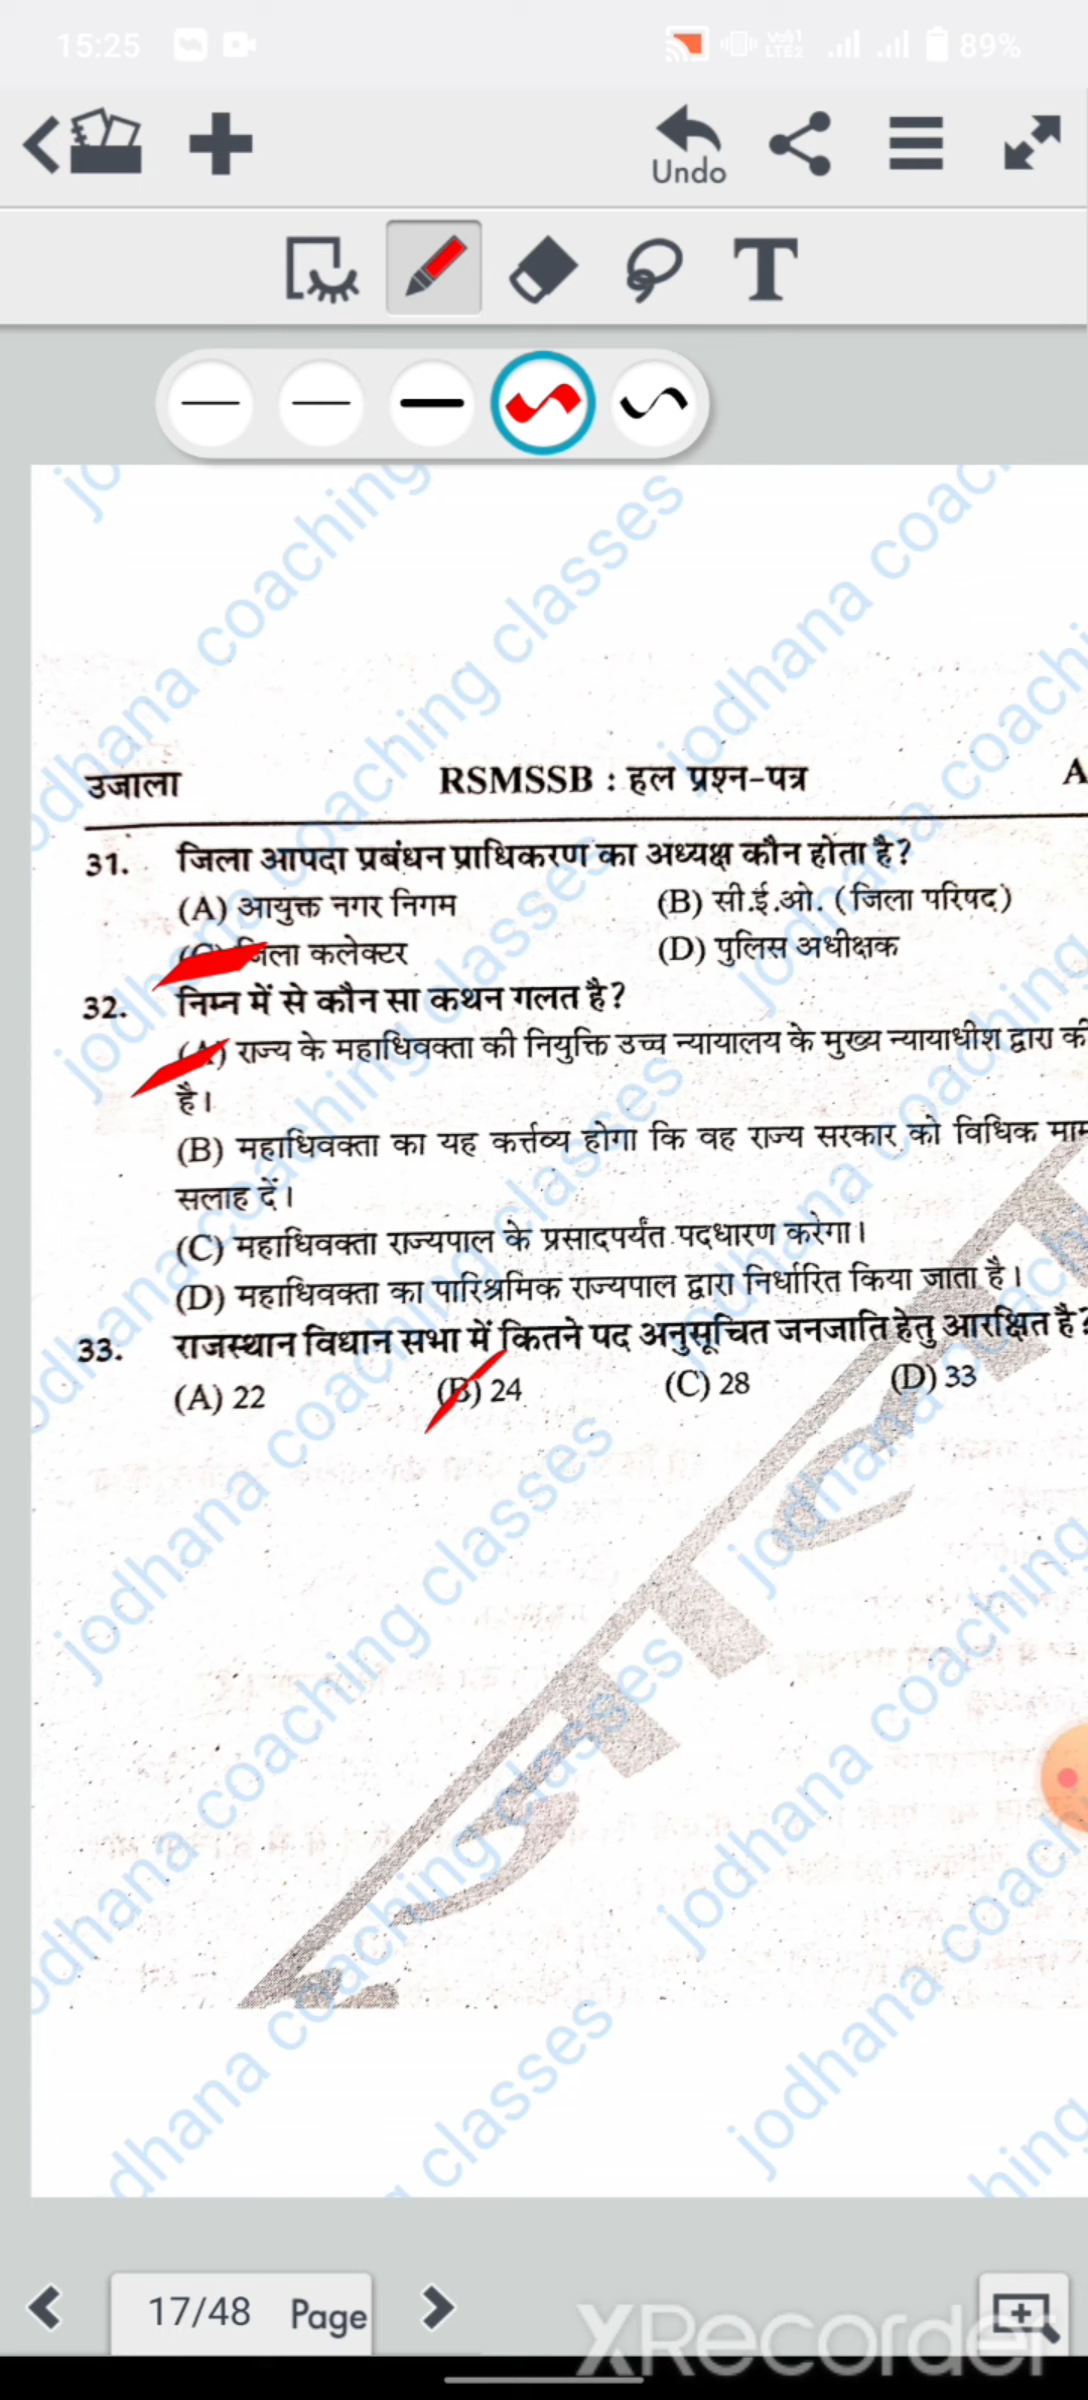 15:25
Vo))1
LTE2
89%
Undo
T
jodhana coaching classes
उजाला RSMSSB : हल प्रश्न-पत्र A
31. जिला आपदा प्रबंधन प्राधिकरण का अध्यक्ष कौन होता है?
(A) आयुक्त नगर निगम (B) सी.ई.ओ. (जिला परिषद)
(C) जिला कलेक्टर (D) पुलिस अधीक्षक
32. निम्न में से कौन सा कथन गलत है?
(A) राज्य के महाधिवक्ता की नियुक्ति उच्च न्यायालय के मुख्य न्यायाधीश द्वारा की
है।
(B) महाधिवक्ता का यह कर्त्तव्य होगा कि वह राज्य सरकार को विधिक
सलाह दें।
(C) महाधिवक्ता राज्यपाल के प्रसादपर्यंत पदधारण करेगा।
(D) महाधिवक्ता का पारिश्रमिक राज्यपाल द्वारा निर्धारित किया जाता है।
33. राजस्थान विधान सभा में कितने पद अनुसूचित जनजाति हेतु आरक्षित है?
(A) 22 (B) 24 (C) 28 (D) 33
17/48 Page
XRecorder